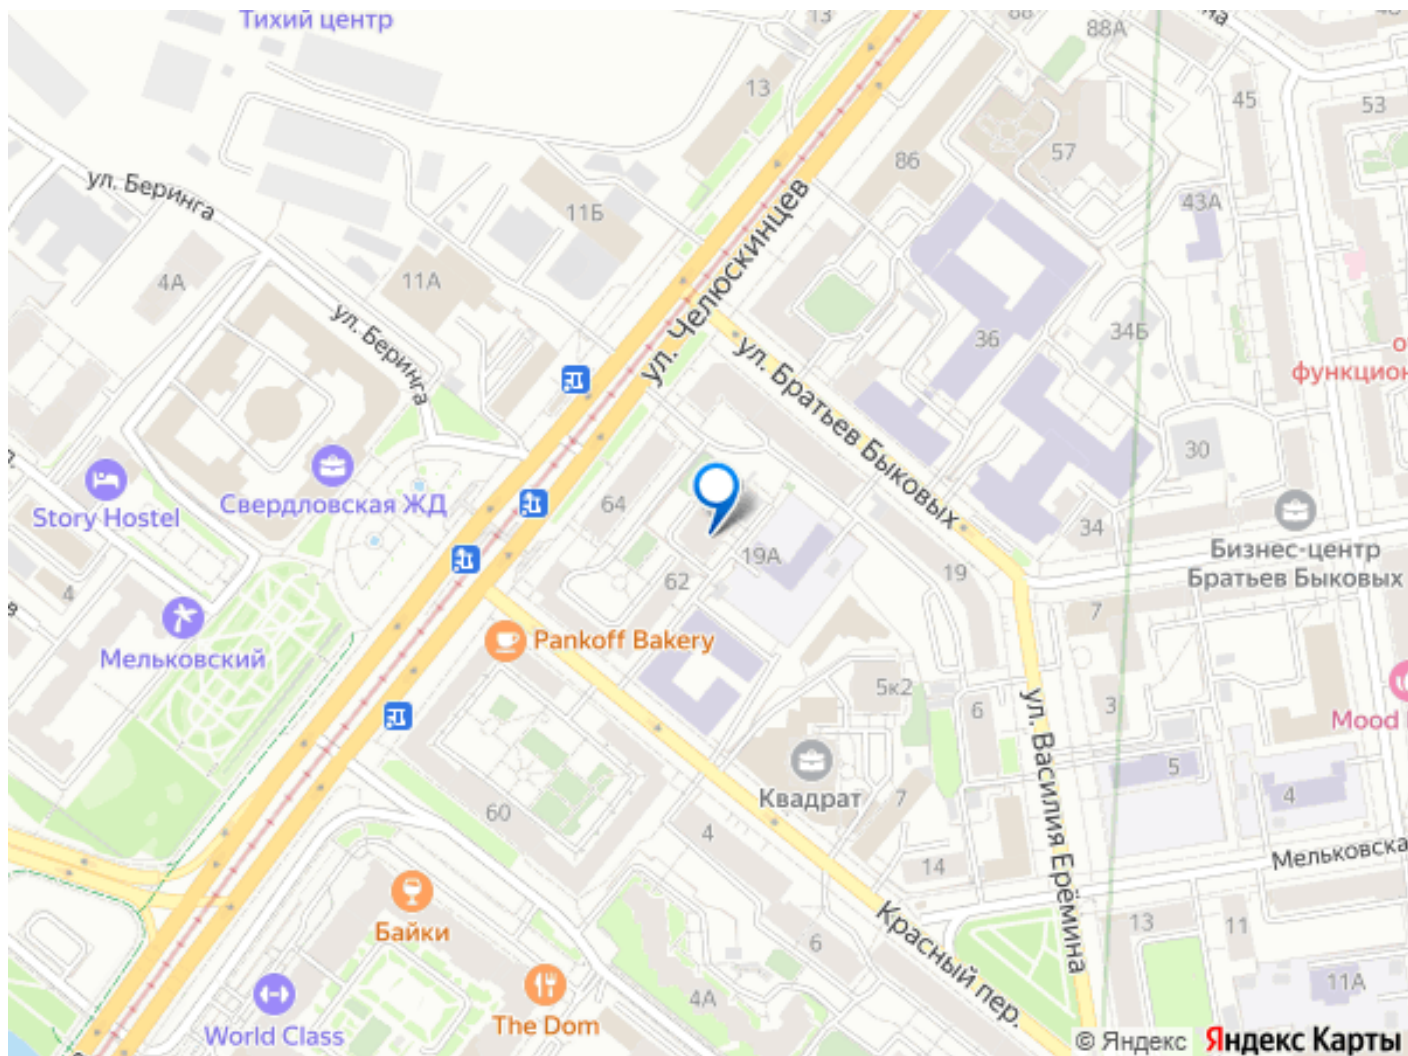 Тихий центр
13
88А
45
53
13
86
57
ул. Беринга
11Б
43А
ул. Челюскинцев
4А
11А
ул. Беринга
36
34Б
ул. Братьев Быковых
функцион
30
Свердловская ЖД
Story Hostel
64
34
Бизнес-центр
Братьев Быковых
19А
19
62
7
4
Мельковский
Pankoff Bakery
5к2
6
3
Mood
ул. Василия Ерёмина
5
4
Квадрат
7
60
4
14
Мельковска
Байки
Красный пер.
13
11
6
World Class
The Dom
4А
11А
© Яндекс Яндекс Карты